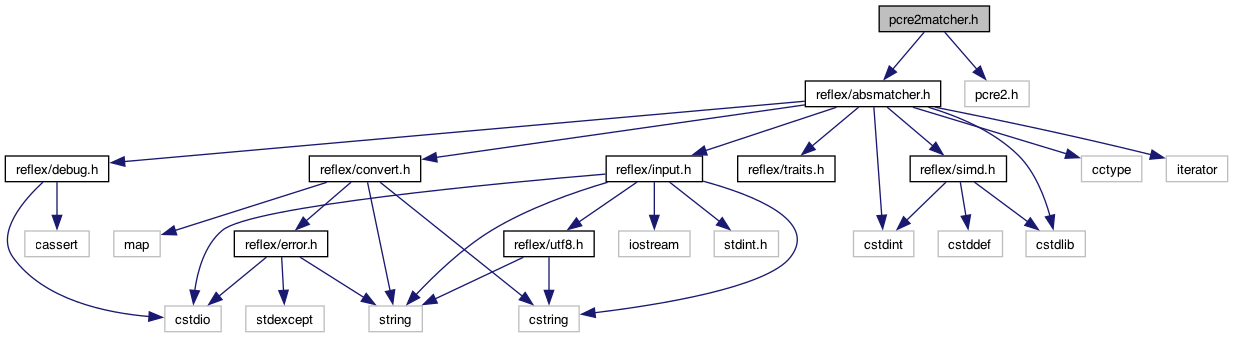 pcre2matcher.h
reflex/absmatcher.h
pcre2.h
reflex/debug.h
reflex/convert.h
reflex/input.h
reflex/traits.h
reflex/simd.h
cctype
iterator
cassert
map
reflex/error.h
reflex/utf8.h
iostream
stdint.h
cstdint
cstddef
cstdlib
cstdio
stdexcept
string
cstring